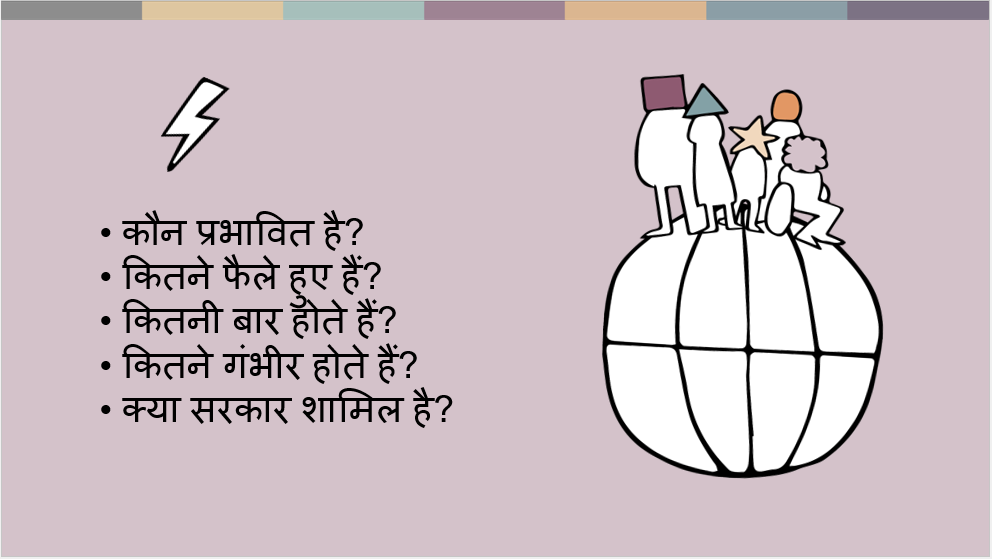 • कौन प्रभावित है?
• कितने फैले हुए हैं?
• कितनी बार होते हैं?
• कितने गंभीर होते हैं?
• क्या सरकार शामिल है?